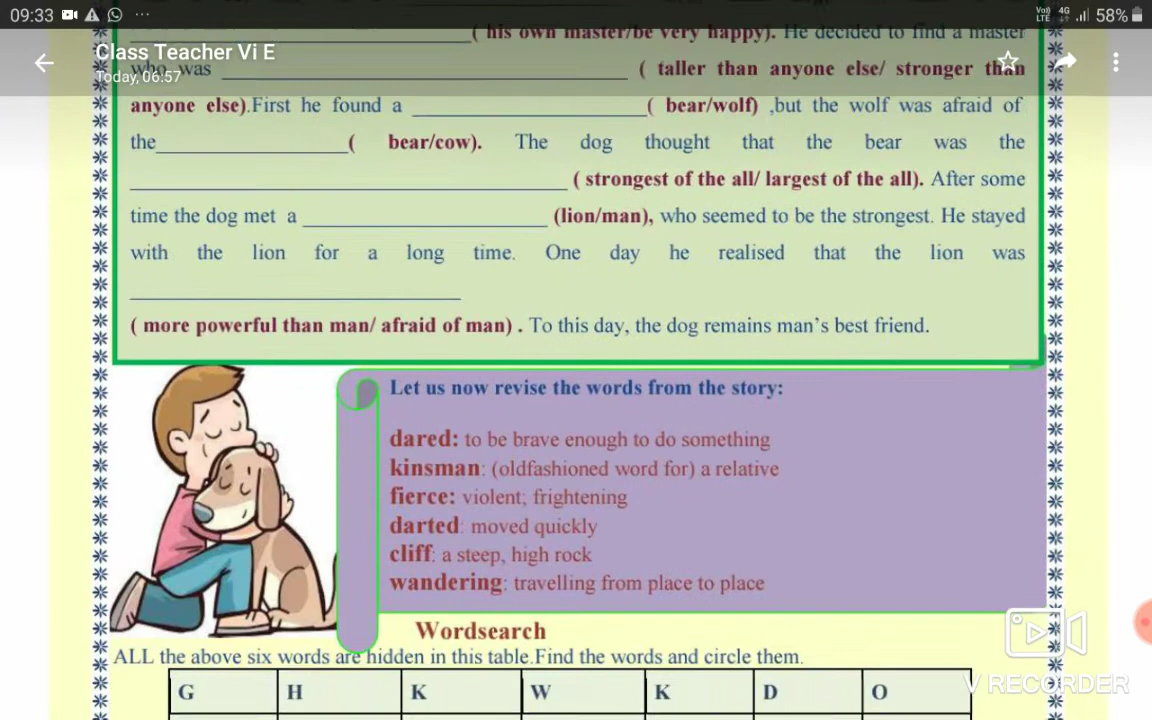 09:33 58%
Class Teacher Vi E
Today, 06:57
( his own master/be very happy). He decided to find a master
who was ( taller than anyone else/ stronger than
anyone else).First he found a ( bear/wolf) ,but the wolf was afraid of
the ( bear/cow). The dog thought that the bear was the
( strongest of the all/ largest of the all). After some
time the dog met a (lion/man), who seemed to be the strongest. He stayed
with the lion for a long time. One day he realised that the lion was
( more powerful than man/ afraid of man) . To this day, the dog remains man's best friend.
Let us now revise the words from the story:
dared: to be brave enough to do something
kinsman: (oldfashioned word for) a relative
fierce: violent; frightening
darted: moved quickly
cliff: a steep, high rock
wandering: travelling from place to place
Wordsearch
ALL the above six words are hidden in this table.Find the words and circle them.
G H K W K D O
V RECORDER